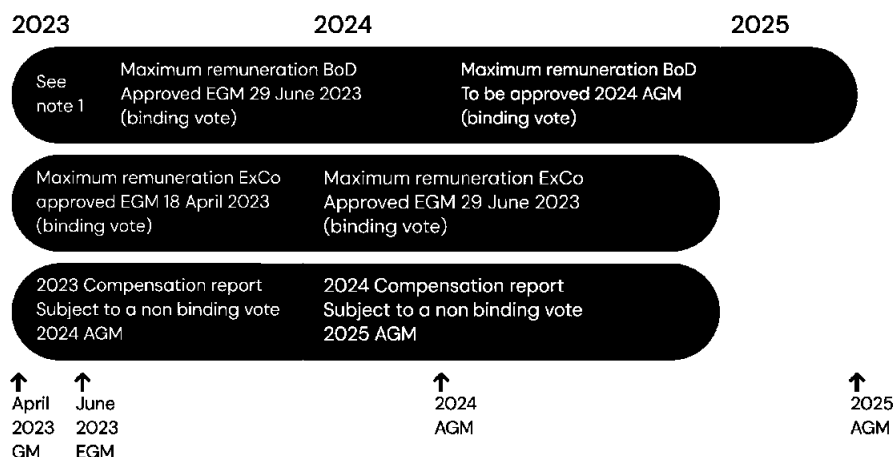 2023
2024
2025
See
note 1
Maximum remuneration BoD
Approved EGM 29 June 2023
(binding vote)
Maximum remuneration BoD
To be approved 2024 AGM
(binding vote)
Maximum remuneration ExCo
approved EGM 18 April 2023
(binding vote)
Maximum remuneration ExCo
Approved EGM 29 June 2023
(binding vote)
2023 Compensation report
Subject to a non binding vote
2024 AGM
2024 Compensation report
Subject to a non binding vote
2025 AGM
April
2023
GM
June
2023
EGM
2024
AGM
2025
AGM